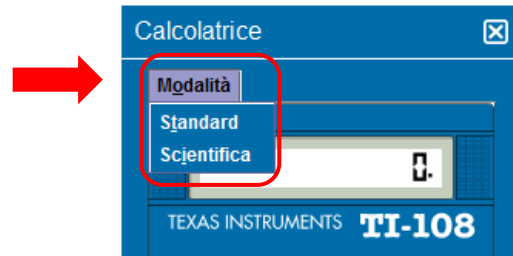 Calcolatrice
Modalità
Standard
Scientifica
0.
TEXAS INSTRUMENTS TI-108